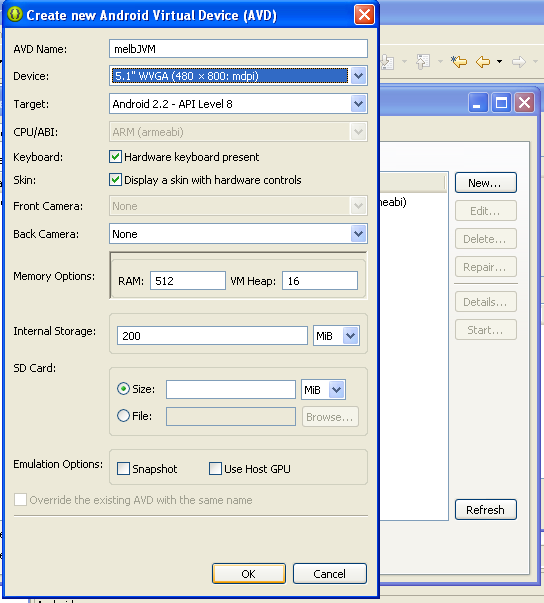 Create new Android Virtual Device (AVD)
AVD Name: melbJVM
Device: 5.1" WVGA (480 × 800: mdpi)
Target: Android 2.2 - API Level 8
CPU/ABI: ARM (armeabi)
Keyboard: Hardware keyboard present
Skin: Display a skin with hardware controls
Front Camera: None
Back Camera: None
Memory Options: RAM: 512 VM Heap: 16
Internal Storage: 200 MiB
SD Card:
Size: MiB
File: Browse...
Emulation Options: Snapshot Use Host GPU
Override the existing AVD with the same name
OK Cancel
New...
neabi)
Edit...
Delete...
Repair...
Details...
Start...
Refresh